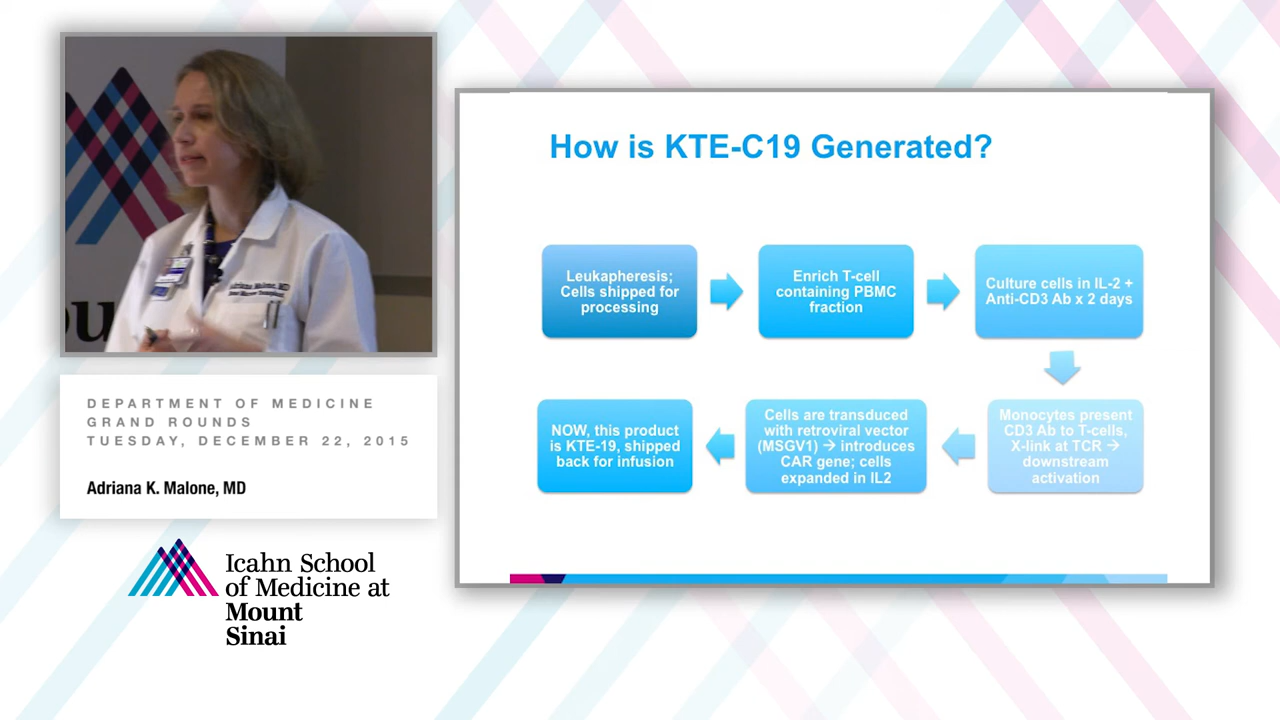 How is KTE-C19 Generated?
Leukapheresis;
Cells shipped for
processing
Enrich T-cell
containing PBMC
fraction
Culture cells in IL-2 +
Anti-CD3 Ab x 2 days
Monocytes present
CD3 Ab to T-cells,
X-link at TCR →
downstream
activation
Cells are transduced
with retroviral vector
(MSGV1) → introduces
CAR gene; cells
expanded in IL2
NOW, this product
is KTE-19, shipped
back for infusion
Adriana Malone, MD
DEPARTMENT OF MEDICINE
GRAND ROUNDS
TUESDAY, DECEMBER 22, 2015
Adriana K. Malone, MD
Icahn School
of Medicine at
Mount
Sinai